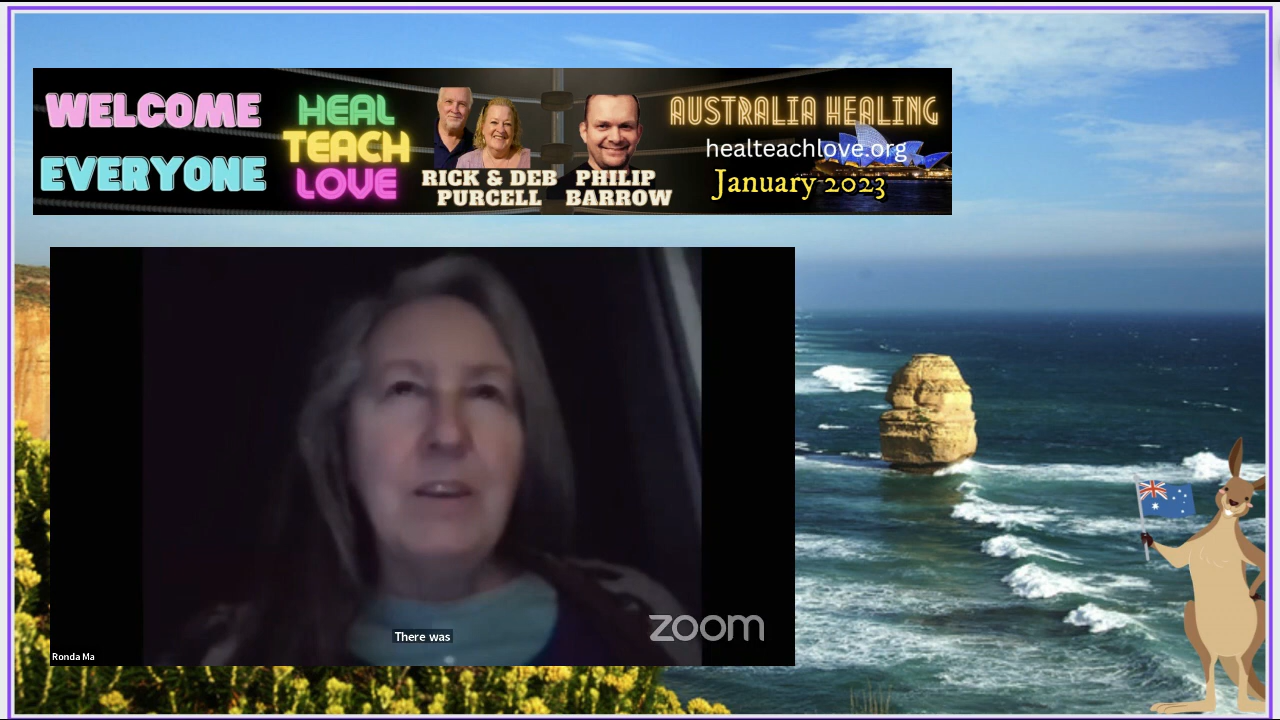 WELCOME
EVERYONE
HEAL
TEACH
LOVE
RICK & DEB
PURCELL
PHILIP
BARROW
AUSTRALIA HEALING
healteachlove.org
January 2023
There was
zoom
Ronda Ma